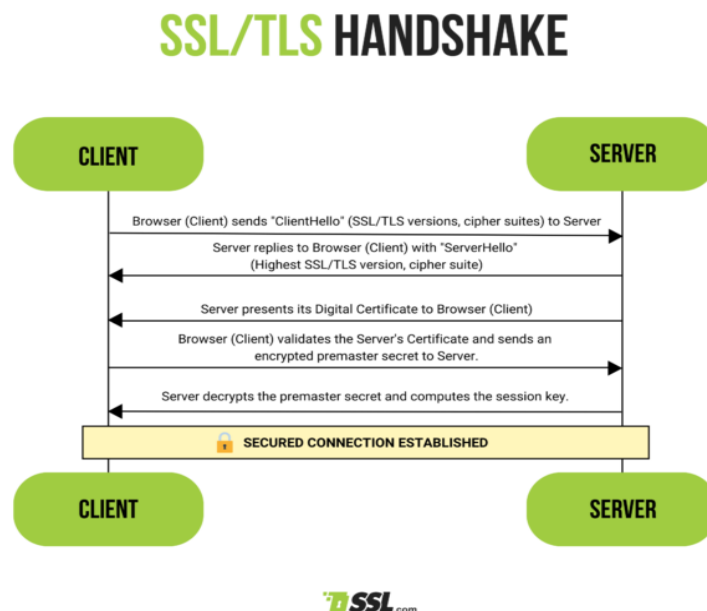 SSL/TLS HANDSHAKE
CLIENT
SERVER
Browser (Client) sends "ClientHello" (SSL/TLS versions, cipher suites) to Server
Server replies to Browser (Client) with "ServerHello"
(Highest SSL/TLS version, cipher suite)
Server presents its Digital Certificate to Browser (Client)
Browser (Client) validates the Server's Certificate and sends an
encrypted premaster secret to Server.
Server decrypts the premaster secret and computes the session key.
SECURED CONNECTION ESTABLISHED
CLIENT
SERVER
SSL.com